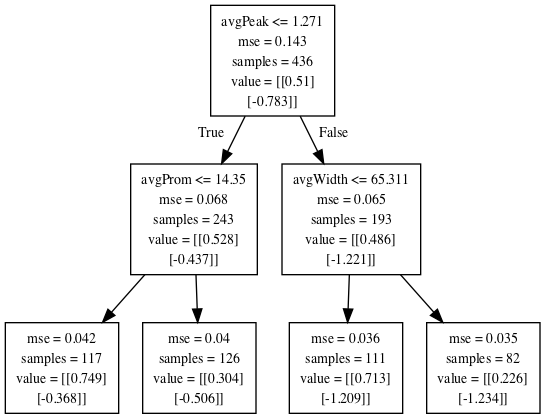 avgPeak <= 1.271
mse = 0.143
samples = 436
value = [[0.51]
[-0.783]]
True
False
avgProm <= 14.35
mse = 0.068
samples = 243
value = [[0.528]
[-0.437]]
avgWidth <= 65.311
mse = 0.065
samples = 193
value = [[0.486]
[-1.221]]
mse = 0.042
samples = 117
value = [[0.749]
[-0.368]]
mse = 0.04
samples = 126
value = [[0.304]
[-0.506]]
mse = 0.036
samples = 111
value = [[0.713]
[-1.209]]
mse = 0.035
samples = 82
value = [[0.226]
[-1.234]]